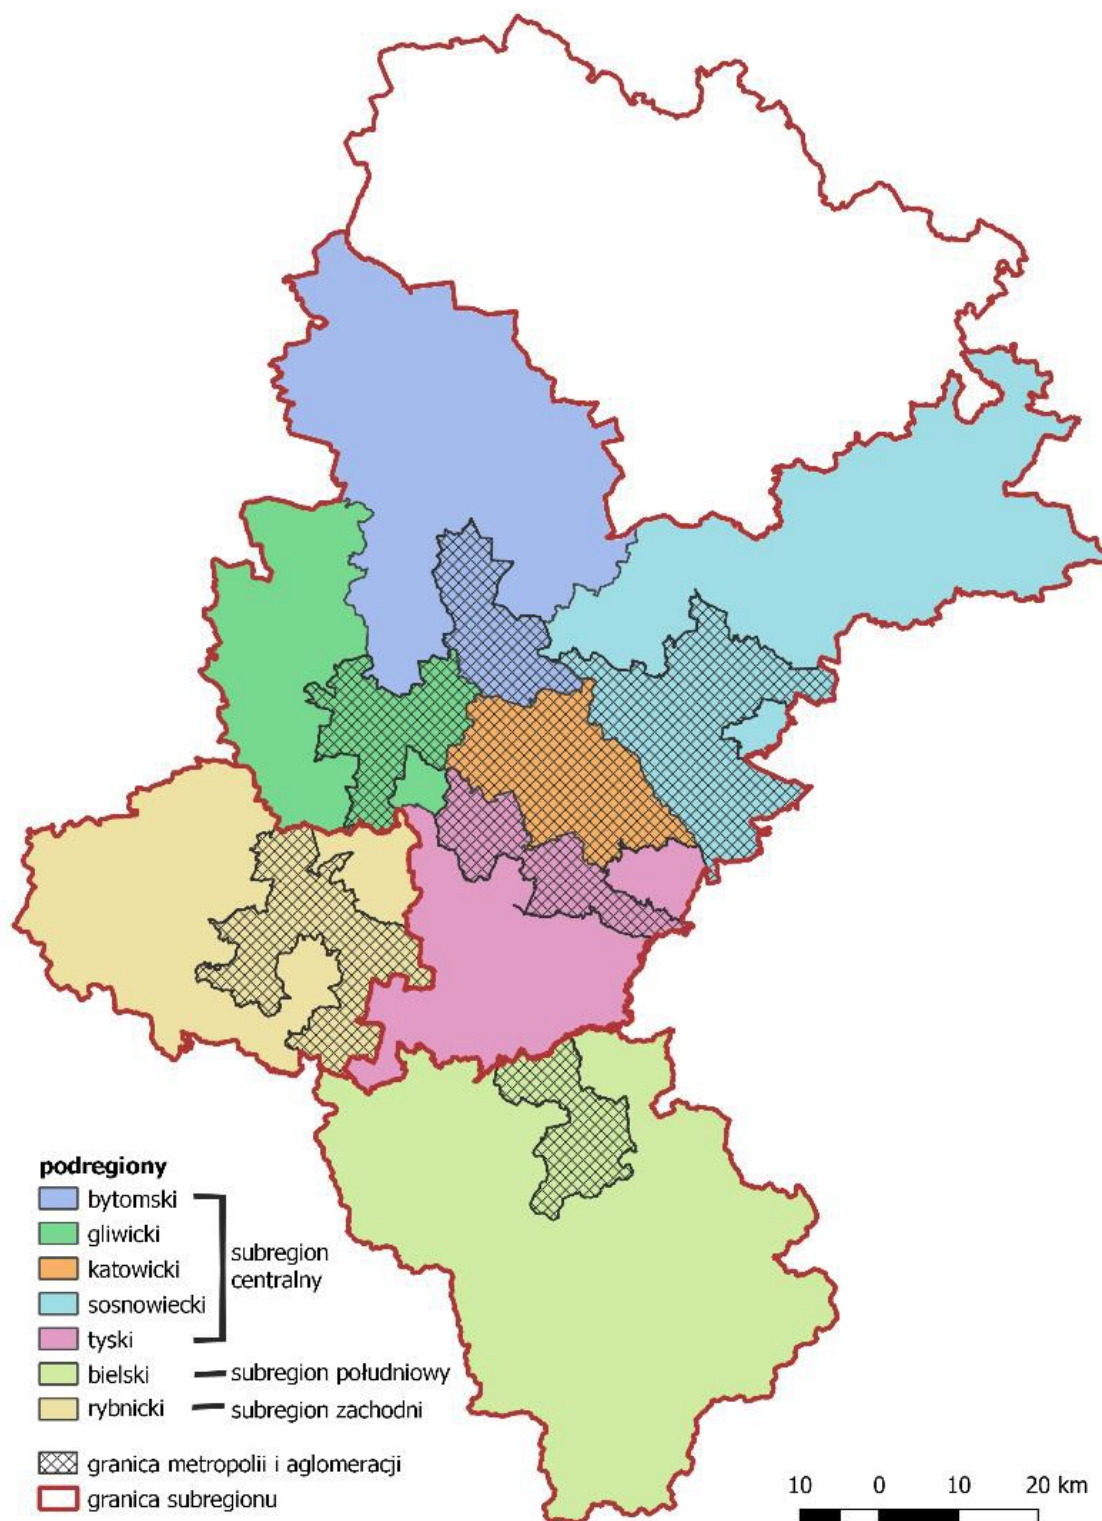 podregiony
bytomski
gliwicki
katowicki
sosnowiecki
tyski
subregion
centralny
bielski
subregion południowy
rybnicki
subregion zachodni
granica metropolii i aglomeracji
granica subregionu
10 0 10 20 km